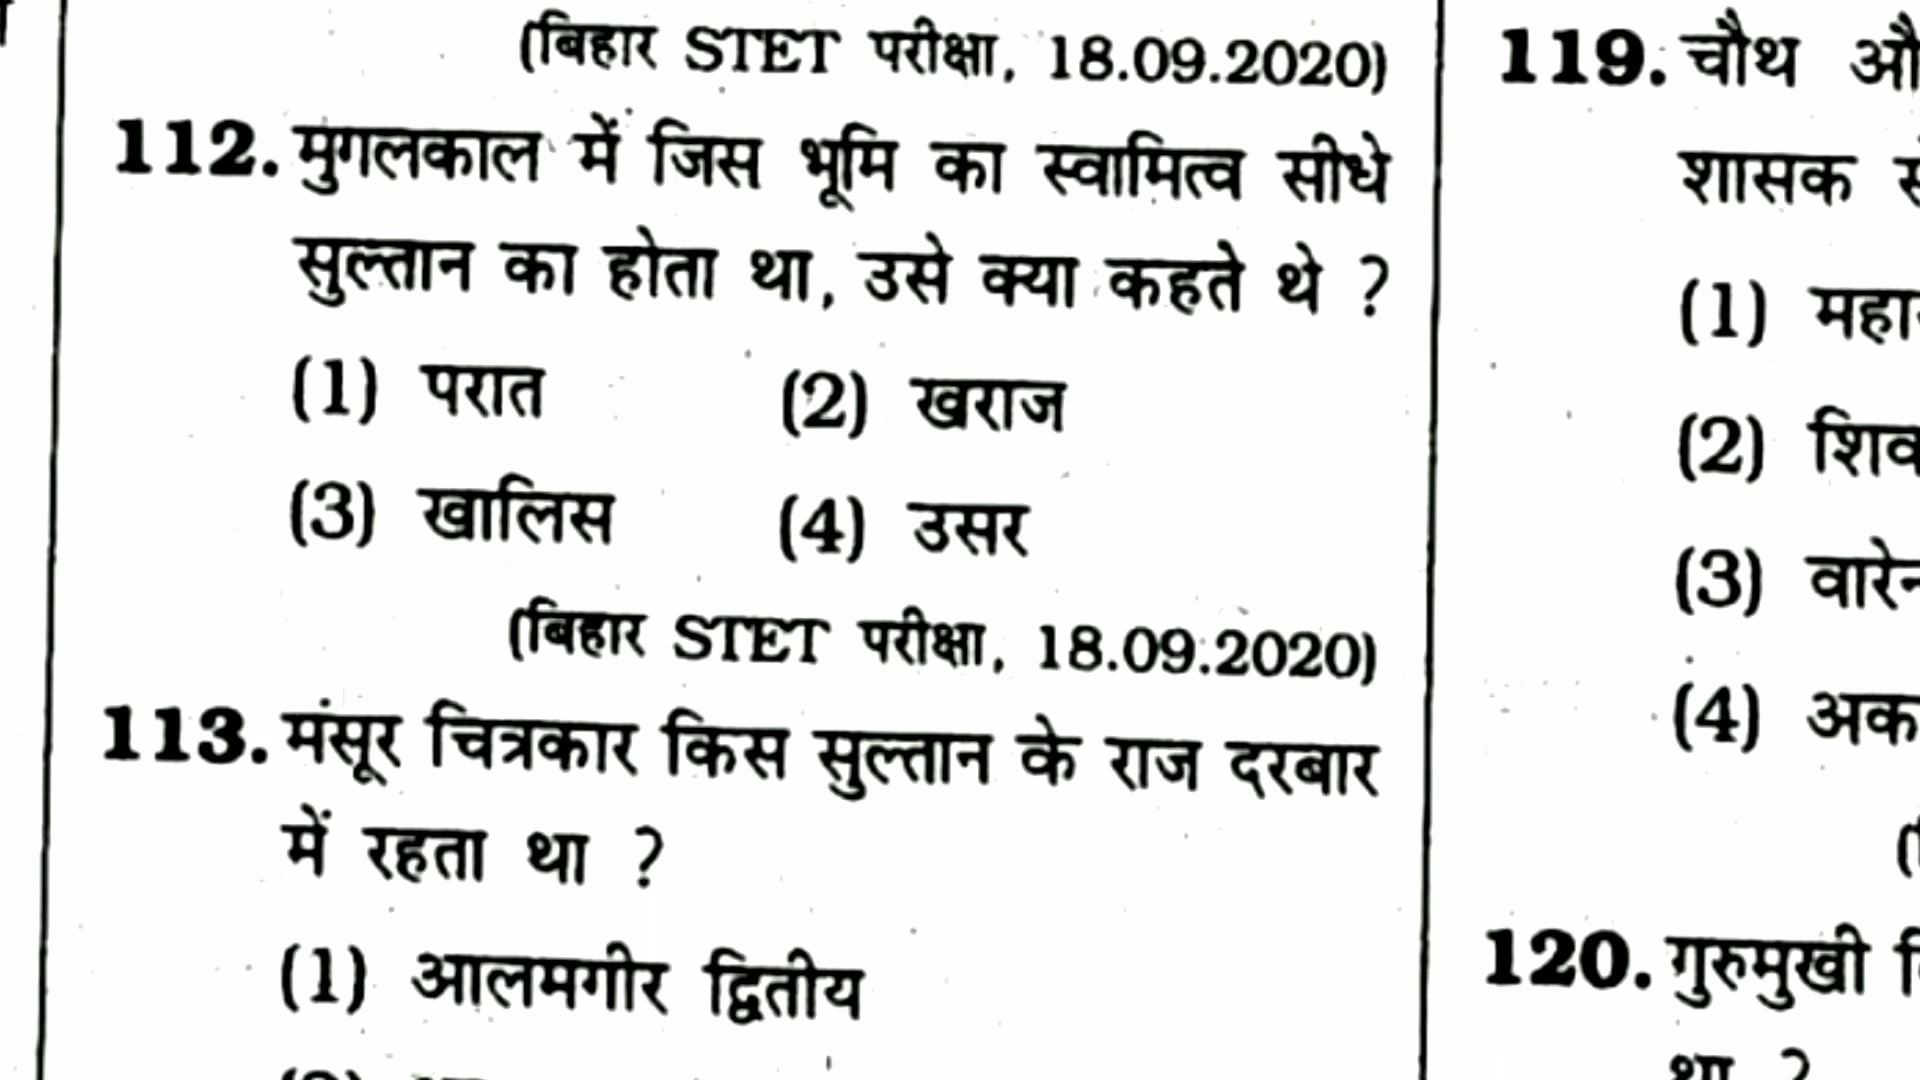 (बिहार STET परीक्षा, 18.09.2020)
112. मुगलकाल में जिस भूमि का स्वामित्व सीधे
सुल्तान का होता था, उसे क्या कहते थे ?
(1) परात (2) खराज
(3) खालिस (4) उसर
(बिहार STET परीक्षा, 18.09.2020)
113. मंसूर चित्रकार किस सुल्तान के राज दरबार
में रहता था ?
(1) आलमगीर द्वितीय
119. चौथ
शासक
(1)
(2)
(3)
(4)
120. गुरुमुखी
था ?